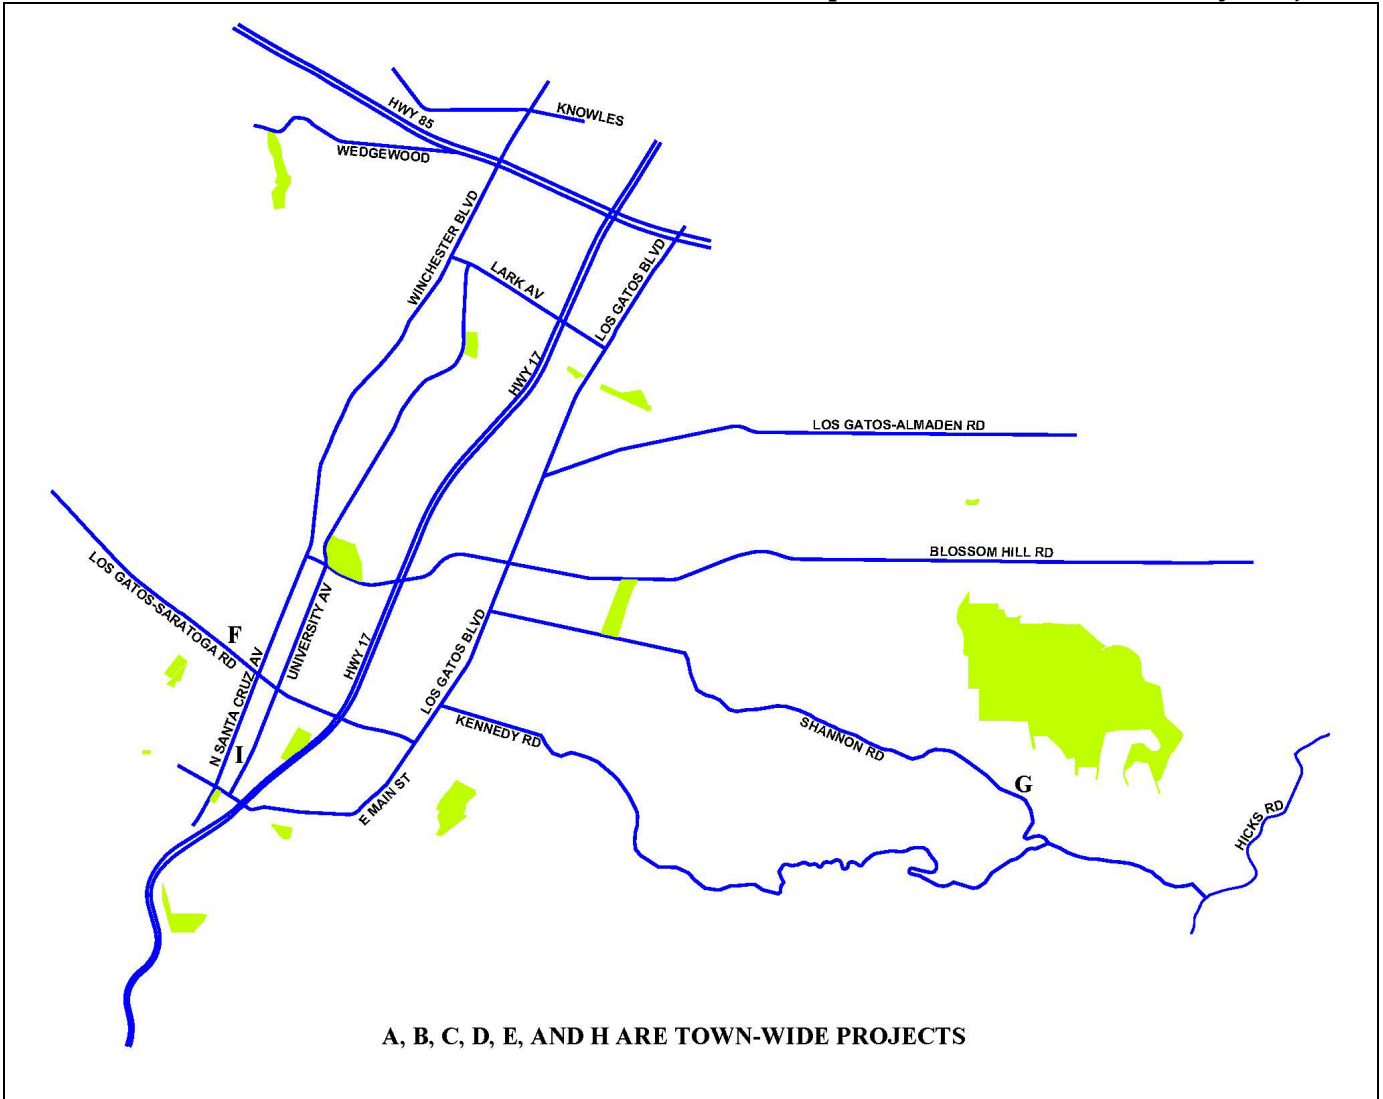 KNOWLES
HWY 85
WEDGEWOOD
WINCHESTER BLVD
LARK AV
LOS GATOS BLVD
HWY 17
LOS GATOS-ALMADEN RD
BLOSSOM HILL RD
LOS GATOS-SARATOGA RD
F
UNIVERSITY AV
HWY 17
LOS GATOS BLVD
N SANTA CRUZ AV
I
KENNEDY RD
SHANNON RD
G
E MAIN ST
HICKS RD
A, B, C, D, E, AND H ARE TOWN-WIDE PROJECTS